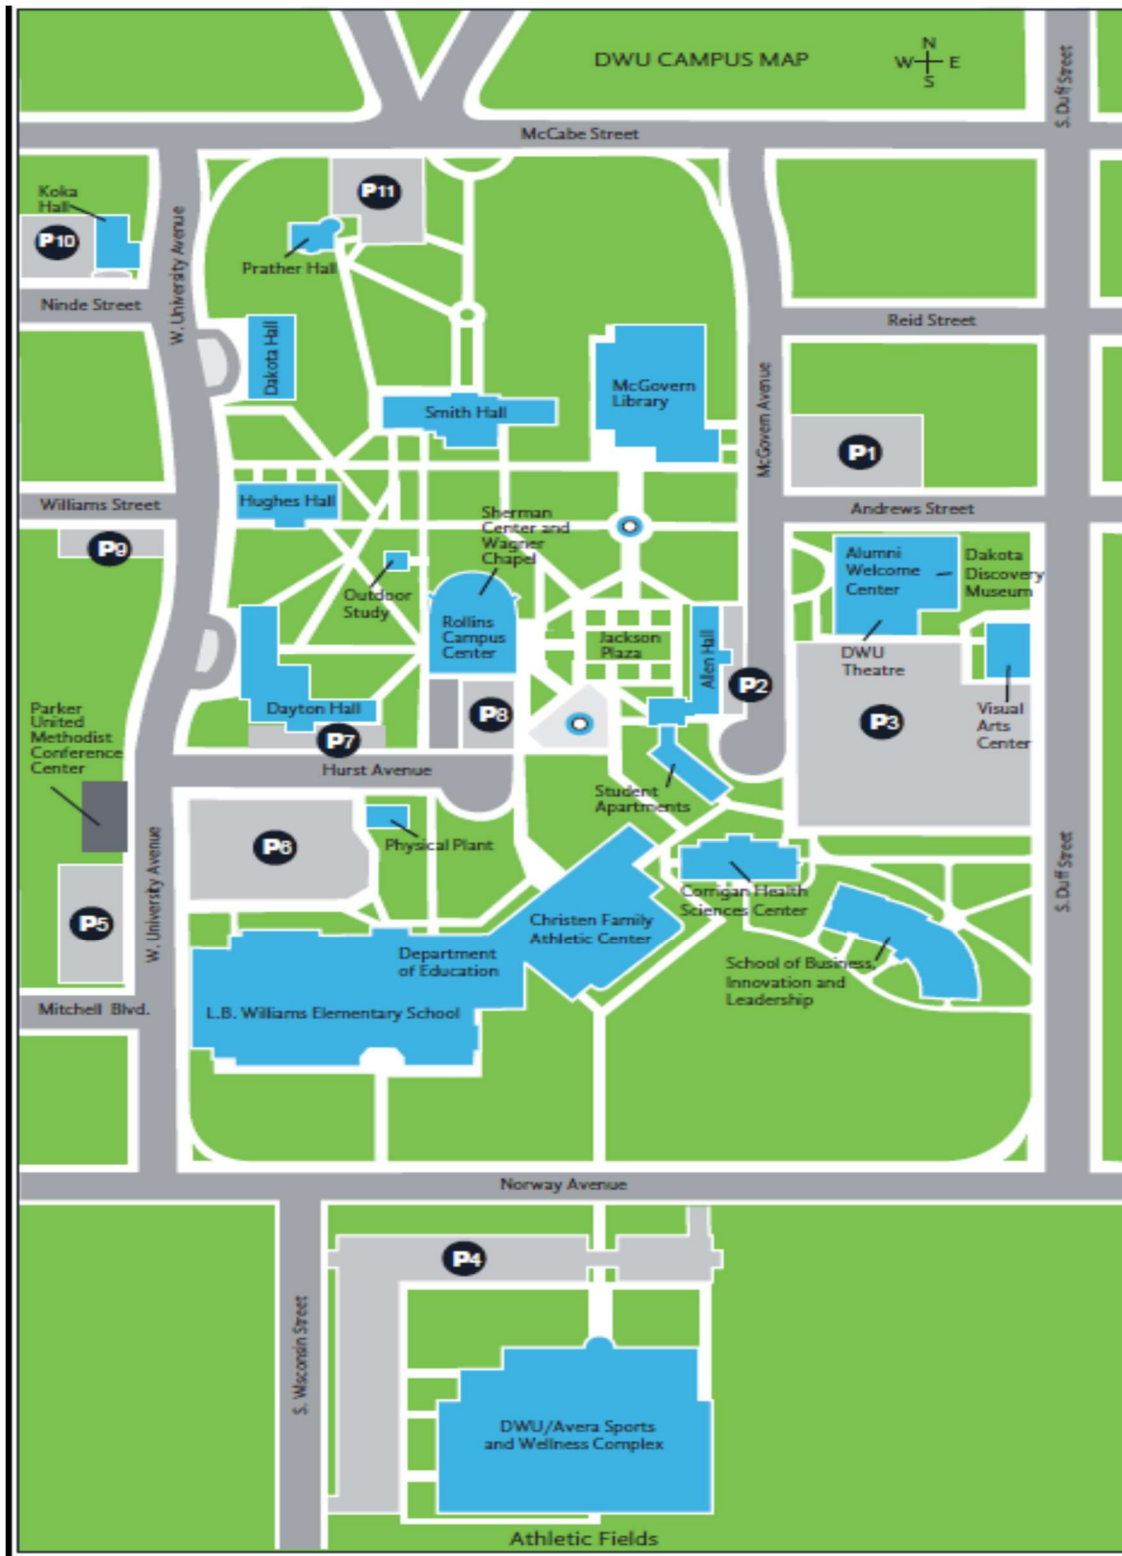 DWU CAMPUS MAP
N
W E
S
S. Duff Street
McCabe Street
Koka
Hall
P10
P11
Prather Hall
W. University Avenue
Ninde Street
Reid Street
Dakota Hall
Smith Hall
McGovern
Library
McGovern Avenue
P1
Williams Street
Hughes Hall
Andrews Street
P9
Sherman
Center and
Wagner
Chapel
Alumni
Welcome
Center
Dakota
Discovery
Museum
Outdoor
Study
Rollins
Campus
Center
Jackson
Plaza
Allen Hall
DWU
Theatre
P2
Dayton Hall
P8
P3
Visual
Arts
Center
Parker
United
Methodist
Conference
Center
P7
Hurst Avenue
Student
Apartments
P6
Physical Plant
Corrigan Health
Sciences Center
S. Duff Street
W. University Avenue
P5
Christen Family
Athletic Center
Department
of Education
School of Business,
Innovation and
Leadership
Mitchell Blvd.
L.B. Williams Elementary School
Norway Avenue
P4
S. Wisconsin Street
DWU/Avera Sports
and Wellness Complex
Athletic Fields